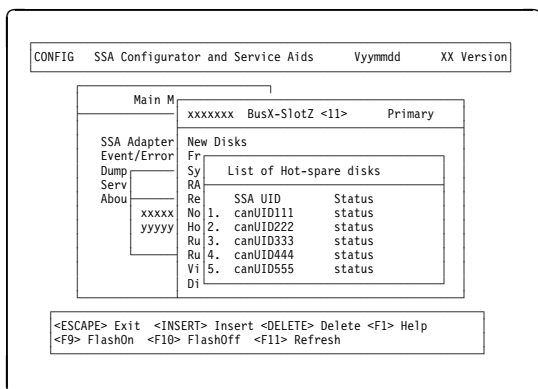 CONFIG SSA Configurator and Service Aids Vyymmdd XX Version
Main M
xxxxxxx BusX-SlotZ <11> Primary
SSA Adapter New Disks
Event/Error Fr
Dump Sy List of Hot-spare disks
Serv RA
Abou Re SSA UID Status
xxxxx No 1. canUID111 status
yyyyy Ho 2. canUID222 status
Ru 3. canUID333 status
Ru 4. canUID444 status
Vi 5. canUID555 status
Di
<ESCAPE> Exit <INSERT> Insert <DELETE> Delete <F1> Help
<F9> FlashOn <F10> FlashOff <F11> Refresh